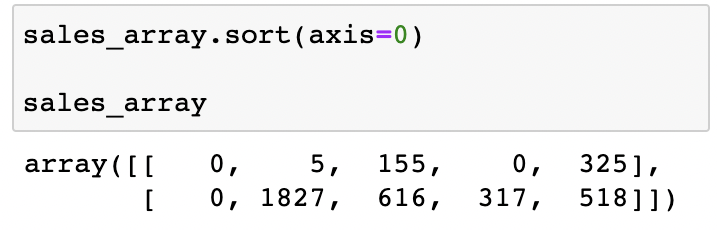 sales_array.sort(axis=0)
sales_array
array([[   0,    5,  155,    0,  325],
       [   0, 1827,  616,  317,  518]])